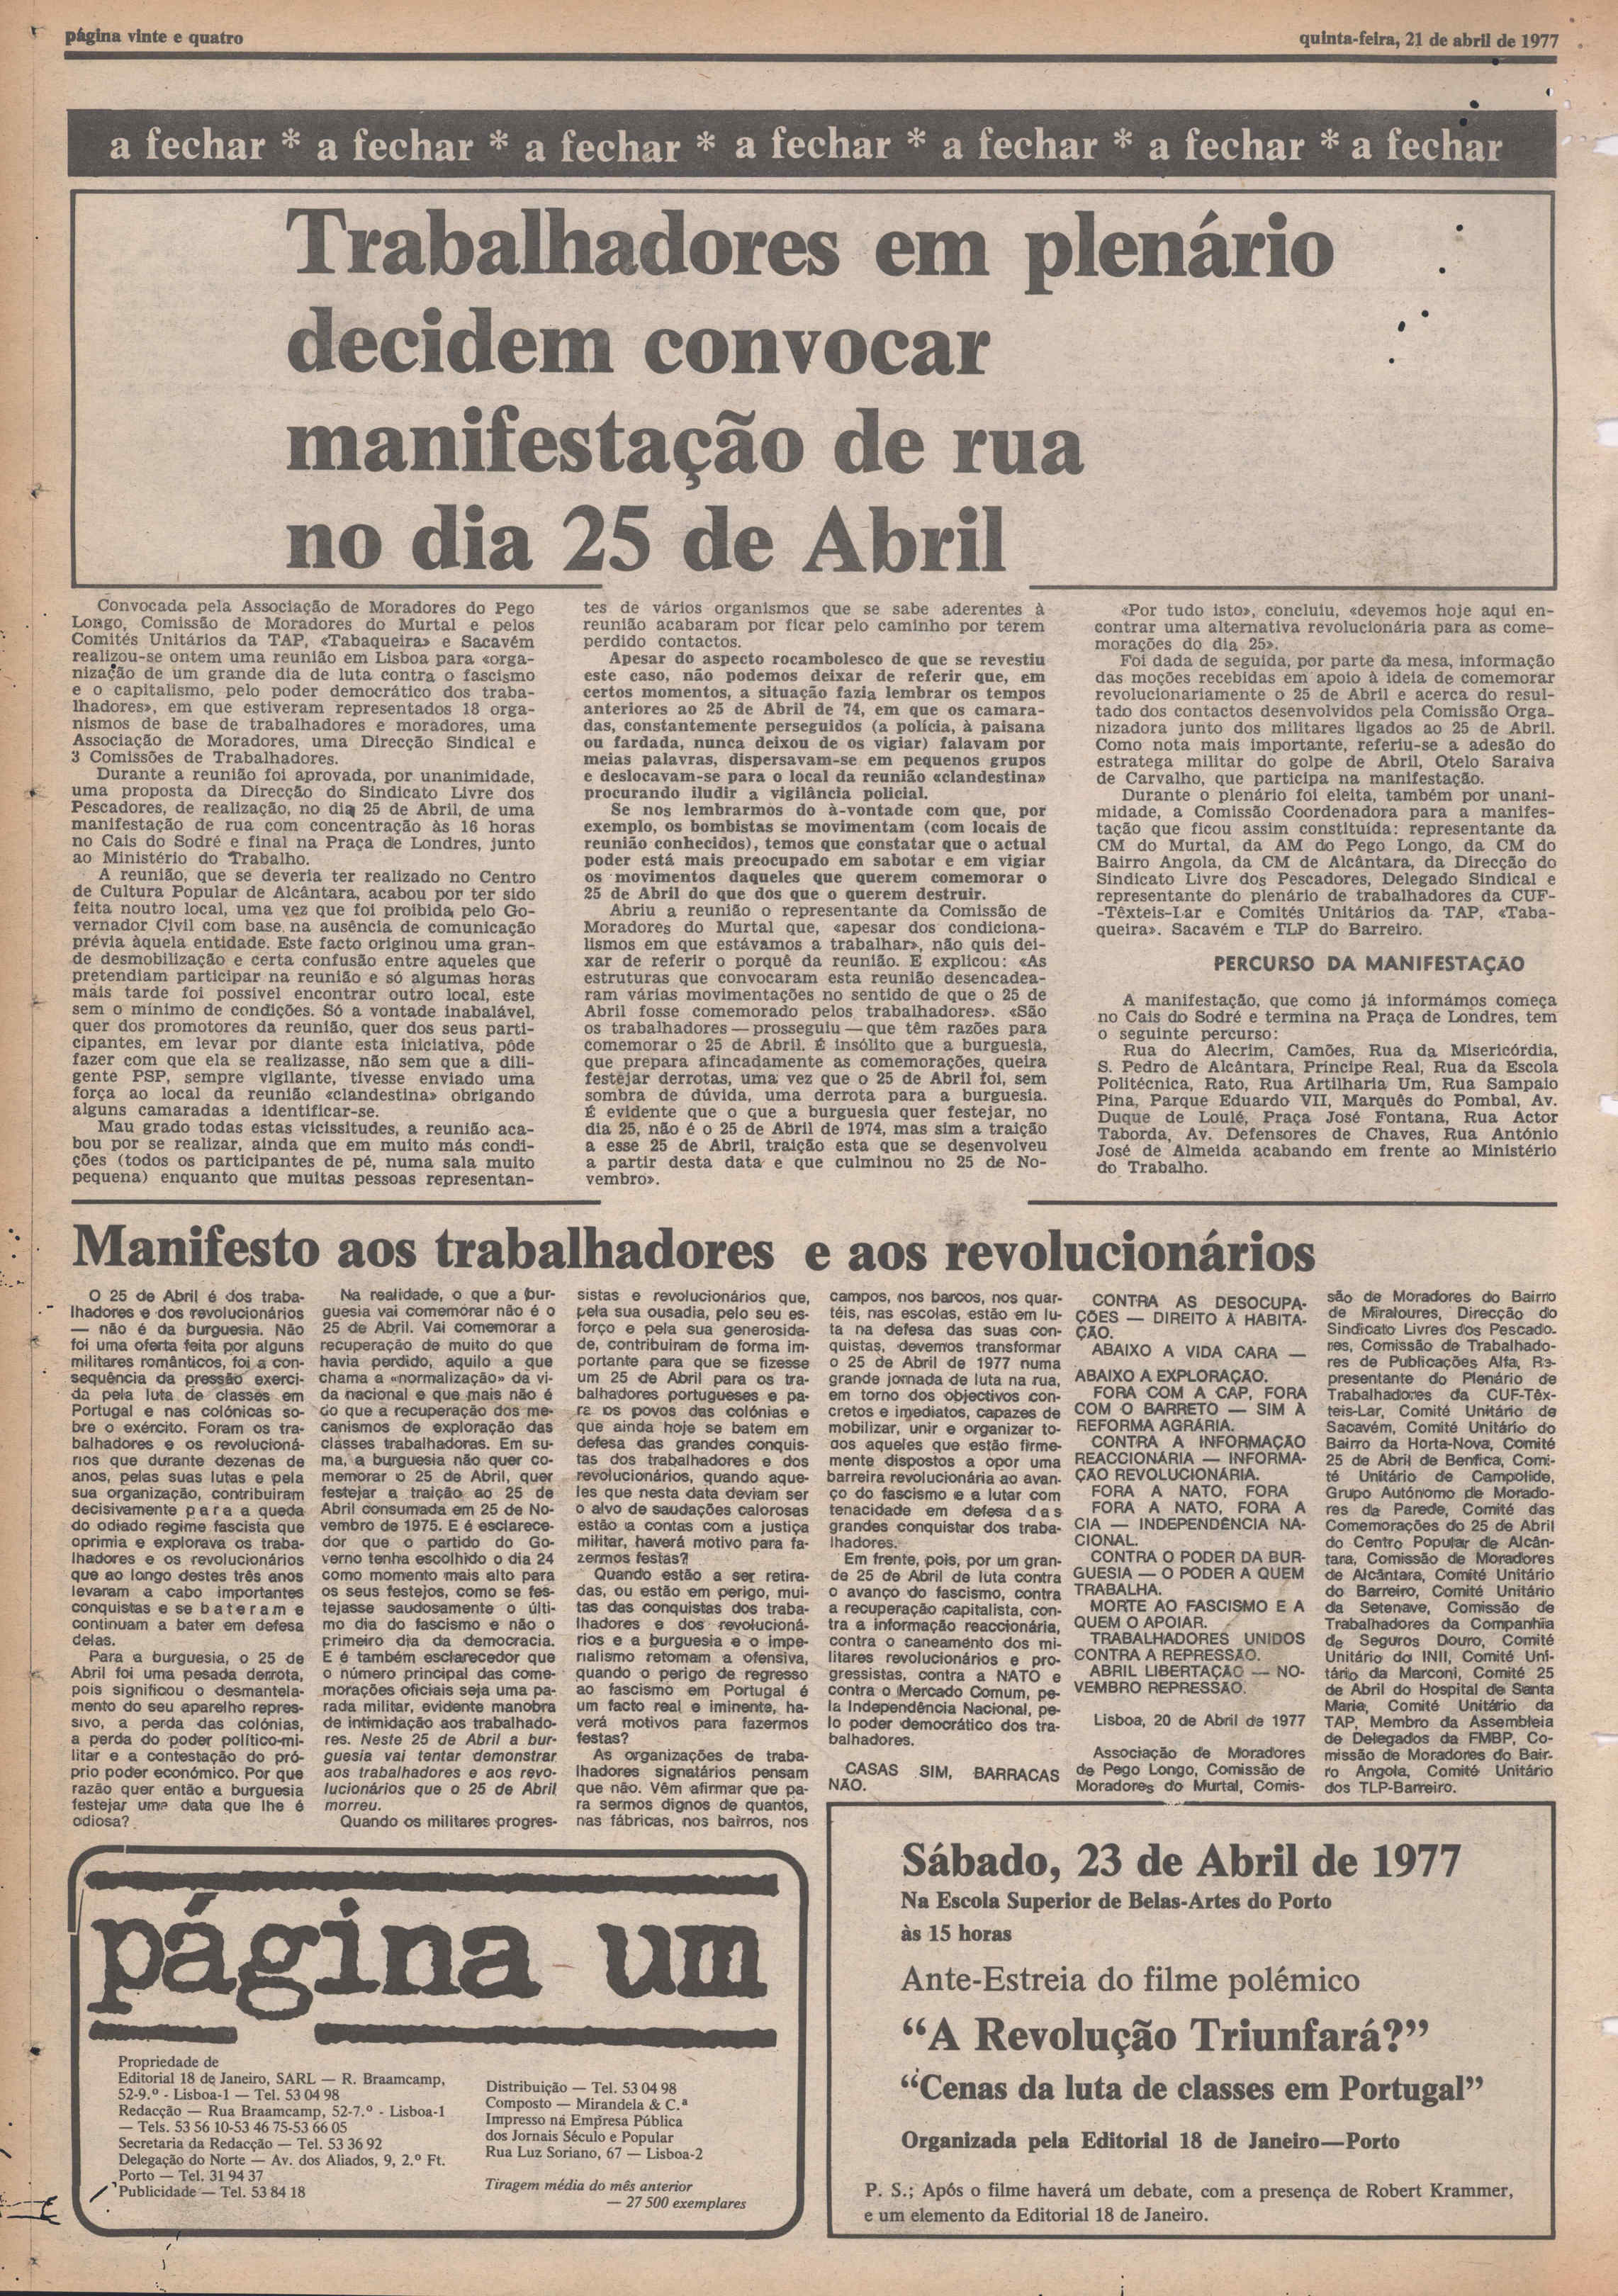 página vinte e quatro
quinta-feira, 21 de abril de 1977
a fechar * a fechar * a fechar * a fechar * a fechar * a fechar * a fechar
Trabalhadores em plenário
decidem convocar
manifestação de rua
no dia 25 de Abril
Convocada pela Associação de Moradores do Pego
Longo, Comissão de Moradores do Murtal e pelos
Comités Unitários da TAP, «Tabaqueira» e Sacavém
realizou-se ontem uma reunião em Lisboa para «orga-
nização de um grande dia de luta contra o fascismo
e o capitalismo, pelo poder democrático dos traba-
lhadores», em que estiveram representados 18 orga-
nismos de base de trabalhadores e moradores, uma
Associação de Moradores, uma Direcção Sindical e
3 Comissões de Trabalhadores.
Durante a reunião foi aprovada, por unanimidade,
uma proposta da Direcção do Sindicato Livre dos
Pescadores, de realização, no dia 25 de Abril, de uma
manifestação de rua com concentração às 16 horas
no Cais do Sodré e final na Praça de Londres, junto
ao Ministério do Trabalho.
A reunião, que se deveria ter realizado no Centro
de Cultura Popular de Alcântara, acabou por ter sido
feita noutro local, uma vez que foi proibida pelo Go-
vernador Civil com base na ausência de comunicação
prévia àquela entidade. Este facto originou uma gran-
de desmobilização e certa confusão entre aqueles que
pretendiam participar na reunião e só algumas horas
mais tarde foi possível encontrar outro local, este
sem o mínimo de condições. Só a vontade inabalável,
quer dos promotores da reunião, quer dos seus parti-
cipantes, em levar por diante esta iniciativa, pôde
fazer com que ela se realizasse, não sem que a dili-
gente PSP, sempre vigilante, tivesse enviado uma
força ao local da reunião «clandestina» obrigando
alguns camaradas a identificar-se.
Mau grado todas estas vicissitudes, a reunião aca-
bou por se realizar, ainda que em muito más condi-
ções (todos os participantes de pé, numa sala muito
pequena) enquanto que muitas pessoas representan-
tes de vários organismos que se sabe aderentes à
reunião acabaram por ficar pelo caminho por terem
perdido contactos.
Apesar do aspecto rocambolesco de que se revestiu
este caso, não podemos deixar de referir que, em
certos momentos, a situação fazia lembrar os tempos
anteriores ao 25 de Abril de 74, em que os camara-
das, constantemente perseguidos (a polícia, à paisana
ou fardada, nunca deixou de os vigiar) falavam por
meias palavras, dispersavam-se em pequenos grupos
e deslocavam-se para o local da reunião «clandestina»
procurando iludir a vigilância policial.
Se nos lembrarmos do à-vontade com que, por
exemplo, os bombistas se movimentam (com locais de
reunião conhecidos), temos que constatar que o actual
poder está mais preocupado em sabotar e em vigiar
os movimentos daqueles que querem comemorar o
25 de Abril do que dos que o querem destruir.
Abriu a reunião o representante da Comissão de
Moradores do Murtal que, «apesar dos condiciona-
lismos em que estávamos a trabalhar», não quis dei-
xar de referir o porquê da reunião. E explicou: «As
estruturas que convocaram esta reunião desencadea-
ram várias movimentações no sentido de que o 25 de
Abril fosse comemorado pelos trabalhadores». «São
os trabalhadores — prosseguiu — que têm razões para
comemorar o 25 de Abril. É insólito que a burguesia,
que prepara afincadamente as comemorações, queira
festejar derrotas, uma vez que o 25 de Abril foi, sem
sombra de dúvida, uma derrota para a burguesia.
É evidente que o que a burguesia quer festejar, no
dia 25, não é o 25 de Abril de 1974, mas sim a traição
a esse 25 de Abril, traição esta que se desenvolveu
a partir desta data e que culminou no 25 de No-
vembro».
«Por tudo isto», concluiu, «devemos hoje aqui en-
contrar uma alternativa revolucionária para as come-
morações do dia 25».
Foi dada de seguida, por parte da mesa, informação
das moções recebidas em apoio à ideia de comemorar
revolucionariamente o 25 de Abril e acerca do resul-
tado dos contactos desenvolvidos pela Comissão Orga-
nizadora junto dos militares ligados ao 25 de Abril.
Como nota mais importante, referiu-se a adesão do
estratega militar do golpe de Abril, Otelo Saraiva
de Carvalho, que participa na manifestação.
Durante o plenário foi eleita, também por unani-
midade, a Comissão Coordenadora para a manifes-
tação que ficou assim constituída: representante da
CM do Murtal, da AM do Pego Longo, da CM do
Bairro Angola, da CM de Alcântara, da Direcção do
Sindicato Livre dos Pescadores, Delegado Sindical e
representante do plenário de trabalhadores da CUF-
-Têxteis-Lar e Comités Unitários da TAP, «Taba-
queira». Sacavém e TLP do Barreiro.
PERCURSO DA MANIFESTAÇÃO
A manifestação, que como já informámos começa
no Cais do Sodré e termina na Praça de Londres, tem
o seguinte percurso:
Rua do Alecrim, Camões, Rua da Misericórdia,
S. Pedro de Alcântara, Príncipe Real, Rua da Escola
Politécnica, Rato, Rua Artilharia Um, Rua Sampaio
Pina, Parque Eduardo VII, Marquês do Pombal, Av.
Duque de Loulé, Praça José Fontana, Rua Actor
Taborda, Av. Defensores de Chaves, Rua António
José de Almeida acabando em frente ao Ministério
do Trabalho.
Manifesto aos trabalhadores e aos revolucionários
O 25 de Abril é dos traba-
lhadores e dos revolucionários
— não é da burguesia. Não
foi uma oferta feita por alguns
militares românticos, foi a con-
sequência da pressão exerci-
da pela luta de classes em
Portugal e nas colónicas so-
bre o exército. Foram os tra-
balhadores e os revolucioná-
rios que durante dezenas de
anos, pelas suas lutas e pela
sua organização, contribuiram
decisivamente para a queda
do odiado regime fascista que
oprimia e explorava os traba-
lhadores e os revolucionários
que ao longo destes três anos
levaram a cabo importantes
conquistas e se bateram e
continuam a bater em defesa
delas.
Para a burguesia, o 25 de
Abril foi uma pesada derrota,
pois significou o desmantela-
mento do seu aparelho repres-
sivo, a perda das colónias,
a perda do poder político-mi-
litar e a contestação do pró-
prio poder económico. Por que
razão quer então a burguesia
festejar uma data que lhe é
odiosa?
Na realidade, o que a bur-
guesia vai comemorar não é o
25 de Abril. Vai comemorar a
recuperação de muito do que
havia perdido, aquilo a que
chama a «normalização» da vi-
da nacional e que mais não é
do que a recuperação dos me-
canismos de exploração das
classes trabalhadoras. Em su-
ma, a burguesia não quer co-
memorar o 25 de Abril, quer
festejar a traição ao 25 de
Abril consumada em 25 de No-
vembro de 1975. E é esclarece-
dor que o partido do Go-
verno tenha escolhido o dia 24
como momento mais alto para
os seus festejos, como se fes-
tejasse saudosamente o últi-
mo dia do fascismo e não o
primeiro dia da democracia.
E é também esclarecedor que
o número principal das come-
morações oficiais seja uma pa-
rada militar, evidente manobra
de intimidação aos trabalhado-
res. Neste 25 de Abril a bur-
guesia vai tentar demonstrar
aos trabalhadores e aos revo-
lucionários que o 25 de Abril
morreu.
Quando os militares progres-
sistas e revolucionários que,
pela sua ousadia, pelo seu es-
forço e pela sua generosida-
de, contribuiram de forma im-
portante para que se fizesse
um 25 de Abril para os tra-
balhadores portugueses e pa-
ra os povos das colónias e
que ainda hoje se batem em
defesa das grandes conquis-
tas dos trabalhadores e dos
revolucionários, quando aque-
les que nesta data deviam ser
o alvo de saudações calorosas
estão a contas com a justiça
militar, haverá motivo para fa-
zermos festas?
Quando estão a ser retira-
das, ou estão em perigo, mui-
tas das conquistas dos traba-
lhadores e dos revolucioná-
rios e a burguesia e o impe-
rialismo retomam a ofensiva,
quando o perigo de regresso
ao fascismo em Portugal é
um facto real e iminente, ha-
verá motivos para fazermos
festas?
As organizações de traba-
lhadores signatários pensam
que não. Vêm afirmar que pa-
ra sermos dignos de quantos,
nas fábricas, nos bairros, nos
campos, nos barcos, nos quar-
téis, nas escolas, estão em lu-
ta na defesa das suas con-
quistas, devemos transformar
o 25 de Abril de 1977 numa
grande jornada de luta na rua,
em torno dos objectivos con-
cretos e imediatos, capazes de
mobilizar, unir e organizar to-
dos aqueles que estão firme-
mente dispostos a opor uma
barreira revolucionária ao avan-
ço do fascismo e a lutar com
tenacidade em defesa das
grandes conquistar dos traba-
lhadores.
Em frente, pois, por um gran-
de 25 de Abril de luta contra
o avanço do fascismo, contra
a recuperação capitalista, con-
tra a informação reaccionária,
contra o caneamènto dos mi-
litares revolucionários e pro-
gressistas, contra a NATO e
contra o Mercado Comum, pe-
la Independência Nacional, pe-
lo poder democrático dos tra-
balhadores.
CASAS SIM, BARRACAS
NÃO.
CONTRA AS DESOCUPA-
ÇÕES — DIREITO À HABITA-
ÇÃO.
ABAIXO A VIDA CARA —
ABAIXO A EXPLORAÇÃO.
FORA COM A CAP, FORA
COM O BARRETO — SIM À
REFORMA AGRÁRIA.
CONTRA A INFORMAÇÃO
REACCIONÁRIA — INFORMA-
ÇÃO REVOLUCIONÁRIA.
FORA A NATO, FORA
FORA A NATO, FORA A
CIA — INDEPENDÊNCIA NA-
CIONAL.
CONTRA O PODER DA BUR-
GUESIA — O PODER A QUEM
TRABALHA.
MORTE AO FASCISMO E A
QUEM O APOIAR.
TRABALHADORES UNIDOS
CONTRA A REPRESSÃO.
ABRIL LIBERTAÇÃO — NO-
VEMBRO REPRESSÃO.
Lisboa, 20 de Abril de 1977
Associação de Moradores
de Pego Longo, Comissão de
Moradores do Murtal, Comis-
são de Moradores do Bairro
de Miraloures, Direcção do
Sindicato Livres dos Pescado-
res, Comissão de Trabalhado-
res de Publicações Alfa, Re-
presentante do Plenário de
Trabalhadores da CUF-Têx-
teis-Lar, Comité Unitário de
Sacavém, Comité Unitário do
Bairro da Horta-Nova, Comité
25 de Abril de Benfica, Comi-
té Unitário de Campolide,
Grupo Autónomo de Morado-
res da Parede, Comité das
Comemorações do 25 de Abril
do Centro Popular de Alcân-
tara, Comissão de Moradores
de Alcântara, Comité Unitário
do Barreiro, Comité Unitário
da Setenave, Comissão de
Trabalhadores da Companhia
de Seguros Douro, Comité
Unitário do INII, Comité Uni-
tário da Marconi, Comité 25
de Abril do Hospital de Santa
Maria, Comité Unitário da
TAP, Membro da Assembleia
de Delegados da FMBP, Co-
missão de Moradores do Bair-
ro Angola, Comité Unitário
dos TLP-Barreiro.
página um
Propriedade de
Editorial 18 de Janeiro, SARL — R. Braamcamp,
52-9.º - Lisboa-1 — Tel. 53 04 98
Redacção — Rua Braamcamp, 52-7.º - Lisboa-1
— Tels. 53 56 10-53 46 75-53 66 05
Secretaria da Redacção — Tel. 53 36 92
Delegação do Norte — Av. dos Aliados, 9, 2.º Ft.
Porto — Tel. 31 94 37
Publicidade — Tel. 53 84 18
Distribuição — Tel. 53 04 98
Composto — Mirandela & C.ª
Impresso na Empresa Pública
dos Jornais Século e Popular
Rua Luz Soriano, 67 — Lisboa-2
Tiragem média do mês anterior
— 27 500 exemplares
Sábado, 23 de Abril de 1977
Na Escola Superior de Belas-Artes do Porto
às 15 horas
Ante-Estreia do filme polémico
“A Revolução Triunfará?”
“Cenas da luta de classes em Portugal”
Organizada pela Editorial 18 de Janeiro—Porto
P. S.; Após o filme haverá um debate, com a presença de Robert Krammer,
e um elemento da Editorial 18 de Janeiro.